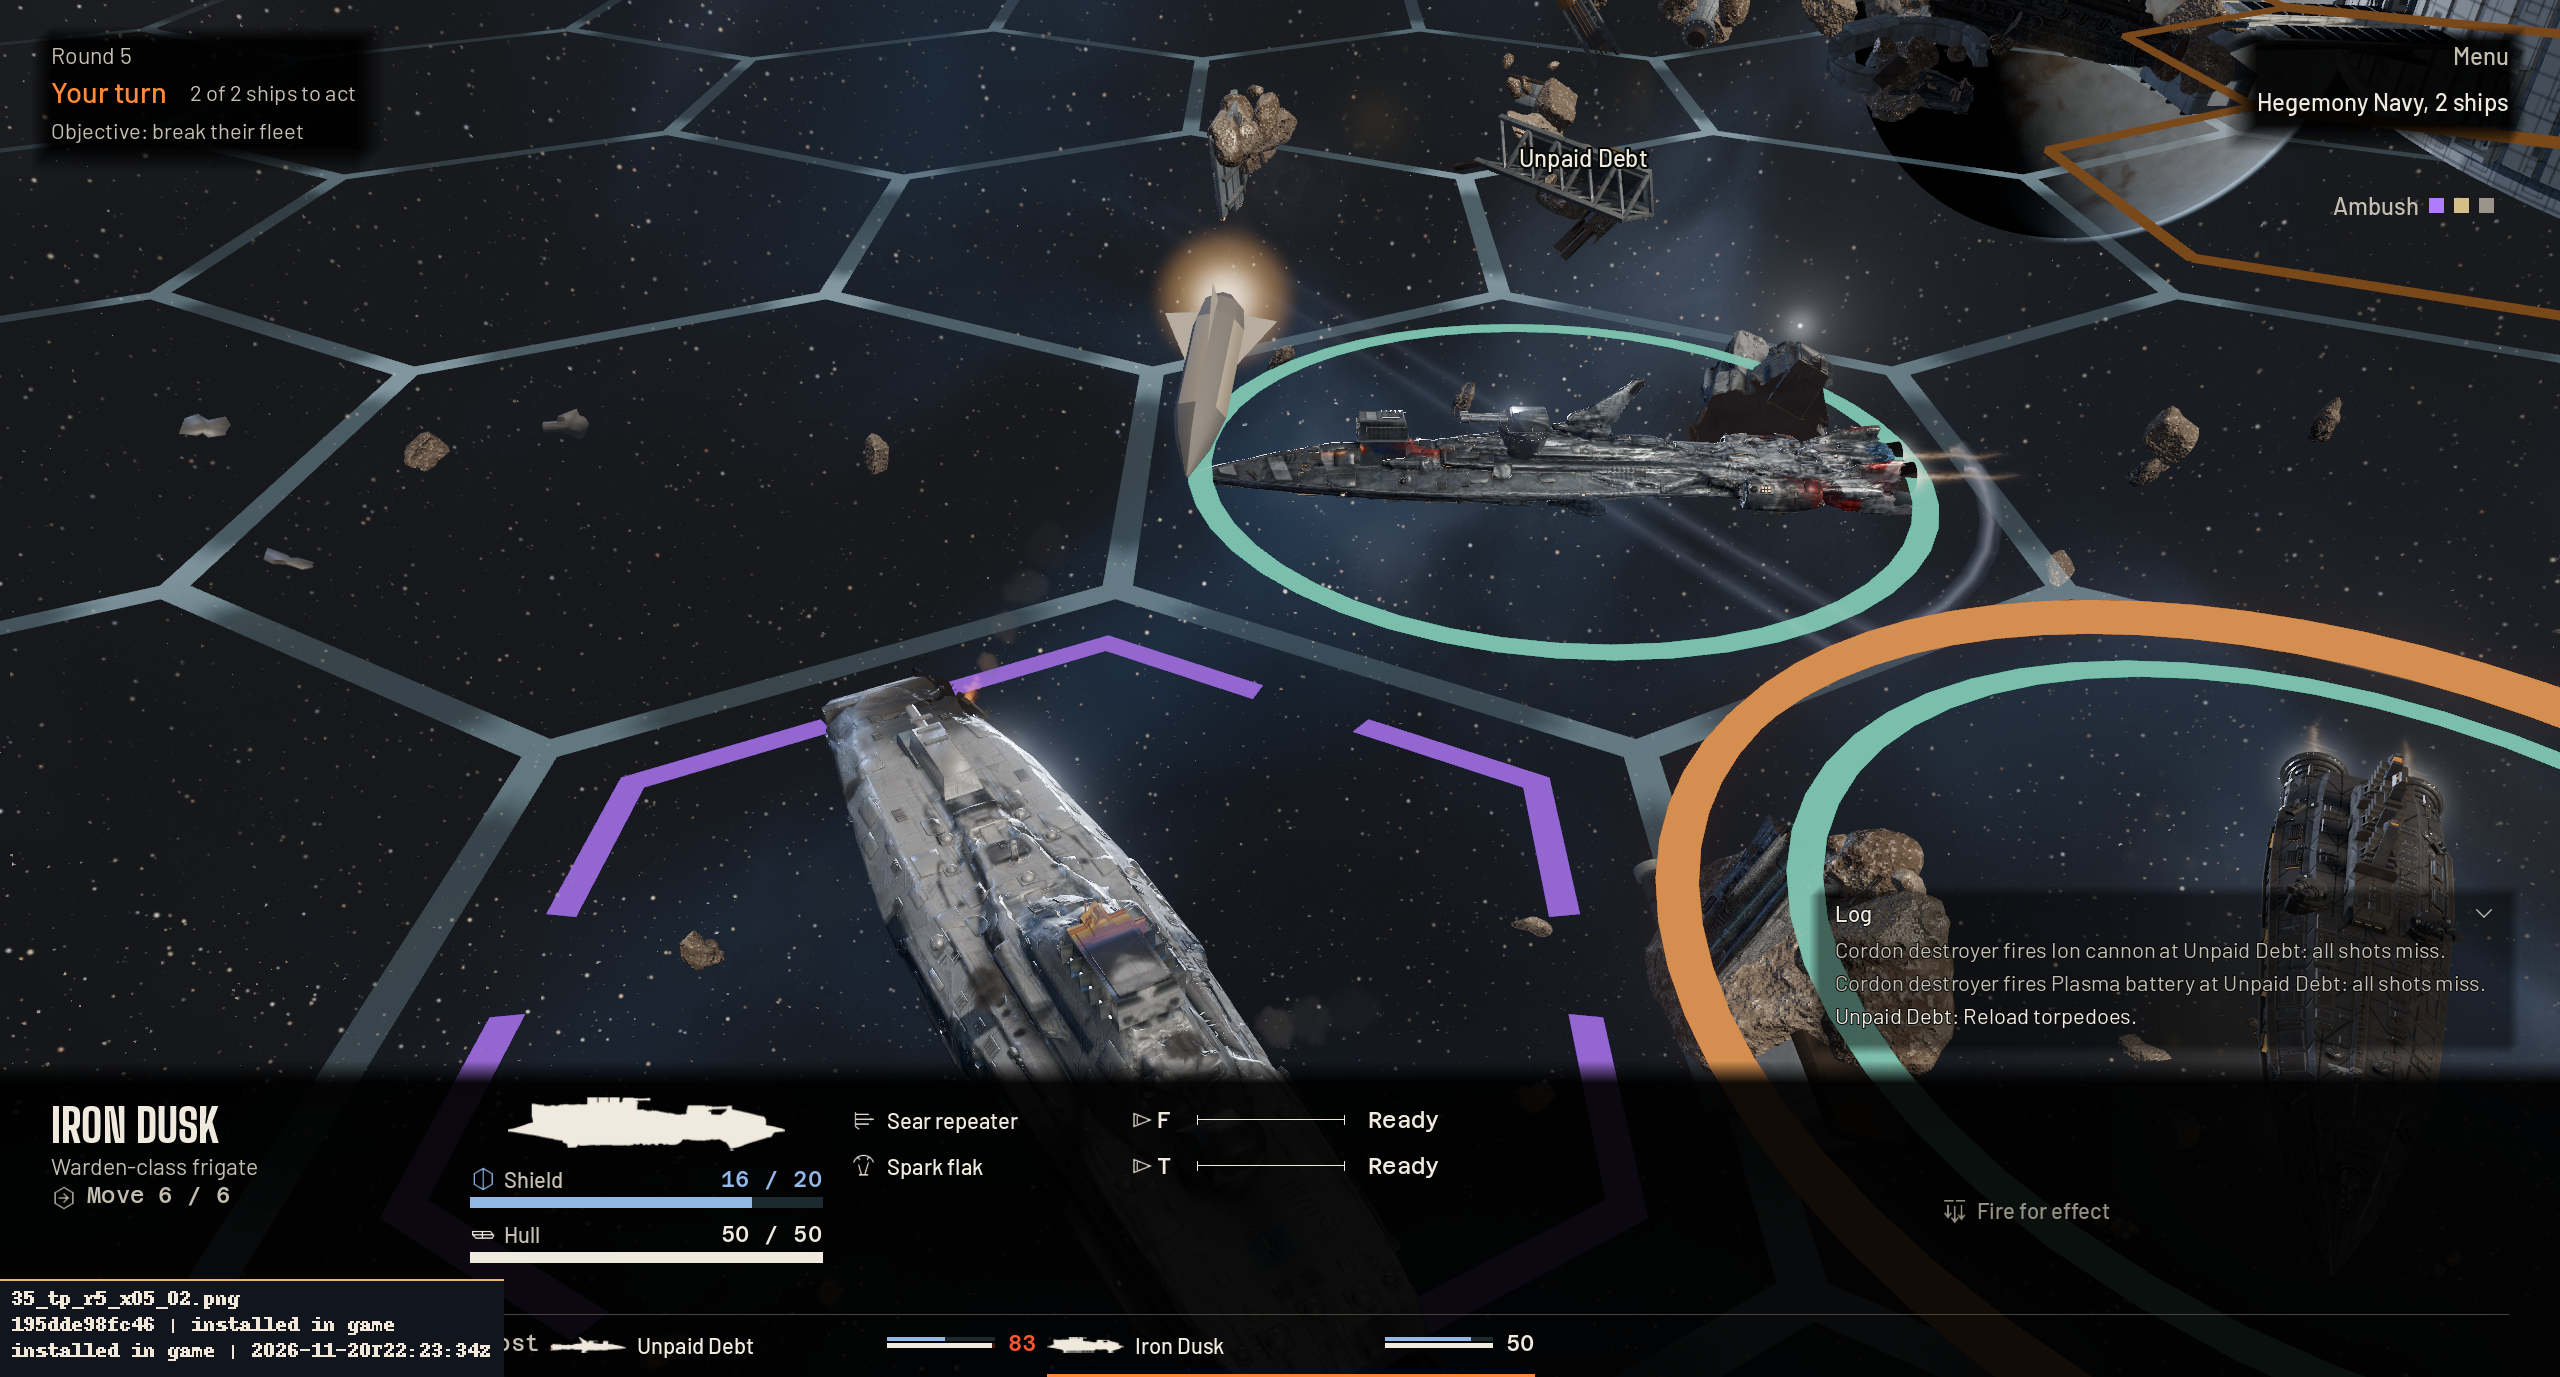 Round 5
Your turn 2 of 2 ships to act
Objective: break their fleet
Menu
Hegemony Navy, 2 ships
Ambush
Unpaid Debt
Log
Cordon destroyer fires Ion cannon at Unpaid Debt: all shots miss.
Cordon destroyer fires Plasma battery at Unpaid Debt: all shots miss.
Unpaid Debt: Reload torpedoes.
IRON DUSK
Warden-class frigate
Move 6 / 6
Shield 16 / 20
Hull 50 / 50
Sear repeater F Ready
Spark flak T Ready
Fire for effect
35_tp_r5_x05_02.png
195dde98fc46 | installed in game
installed in game | 2026-11-20T22:23:34Z
ost Unpaid Debt 83 Iron Dusk 50